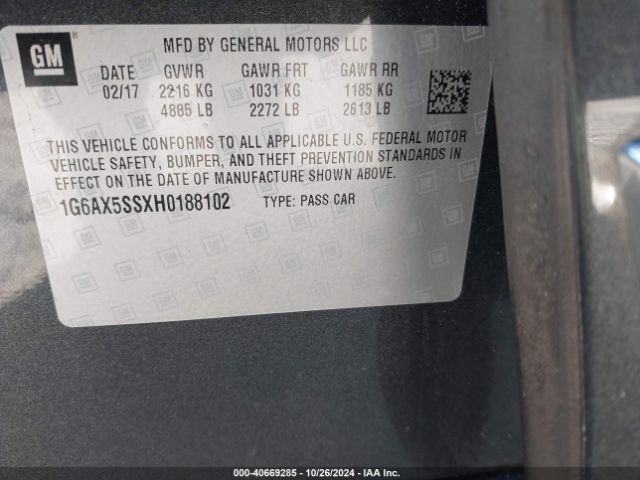 GM ®
MFD BY GENERAL MOTORS LLC
DATE GVWR GAWR FRT GAWR RR
02/17 2216 KG 1031 KG 1185 KG
4885 LB 2272 LB 2613 LB
THIS VEHICLE CONFORMS TO ALL APPLICABLE U.S. FEDERAL MOTOR
VEHICLE SAFETY, BUMPER, AND THEFT PREVENTION STANDARDS IN
EFFECT ON THE DATE OF MANUFACTURE SHOWN ABOVE.
1G6AX5SSXH0188102 TYPE: PASS CAR
000-40669285 - 10/26/2024 - IAA Inc.